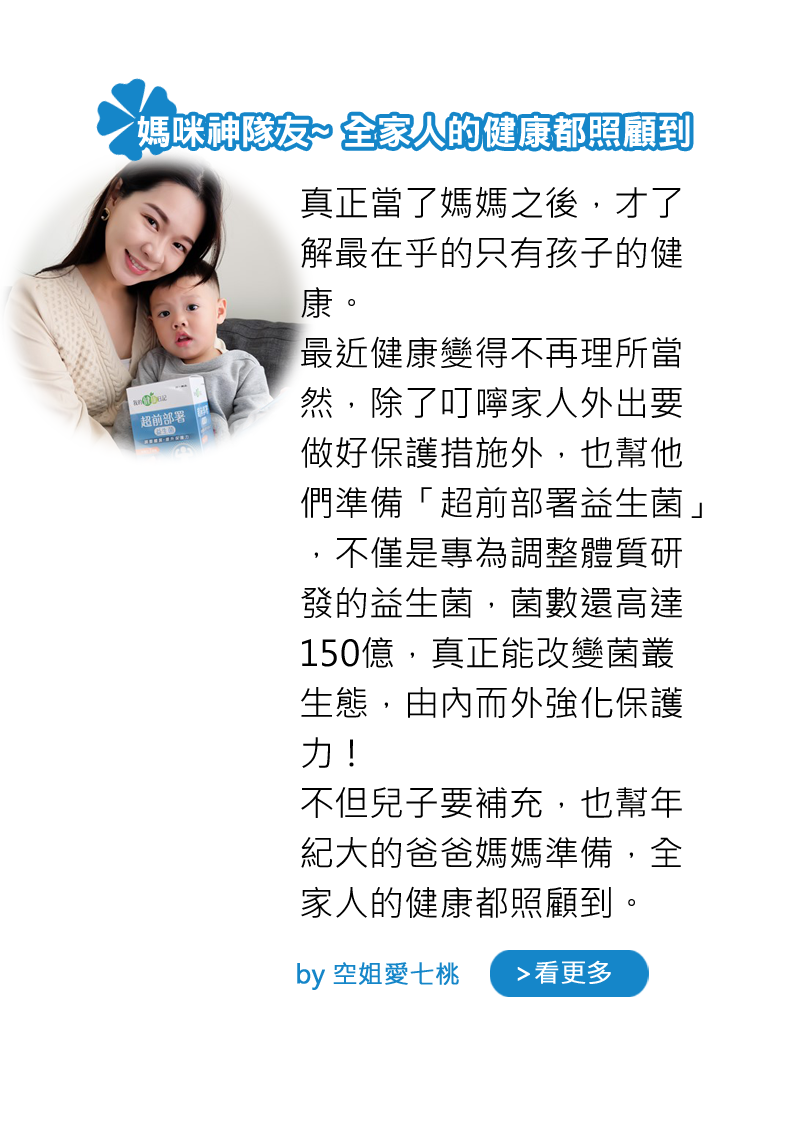 媽咪神隊友~ 全家人的健康都照顧到
真正當了媽媽之後，才了
解最在乎的只有孩子的健
康。
最近健康變得不再理所當
然，除了叮嚀家人外出要
做好保護措施外，也幫他
們準備「超前部署益生菌」
，不僅是專為調整體質研
發的益生菌，菌數還高達
150億，真正能改變菌叢
生態，由內而外強化保護
力！
不但兒子要補充，也幫年
紀大的爸爸媽媽準備，全
家人的健康都照顧到。
超前部署
益生菌
by 空姐愛七桃
>看更多